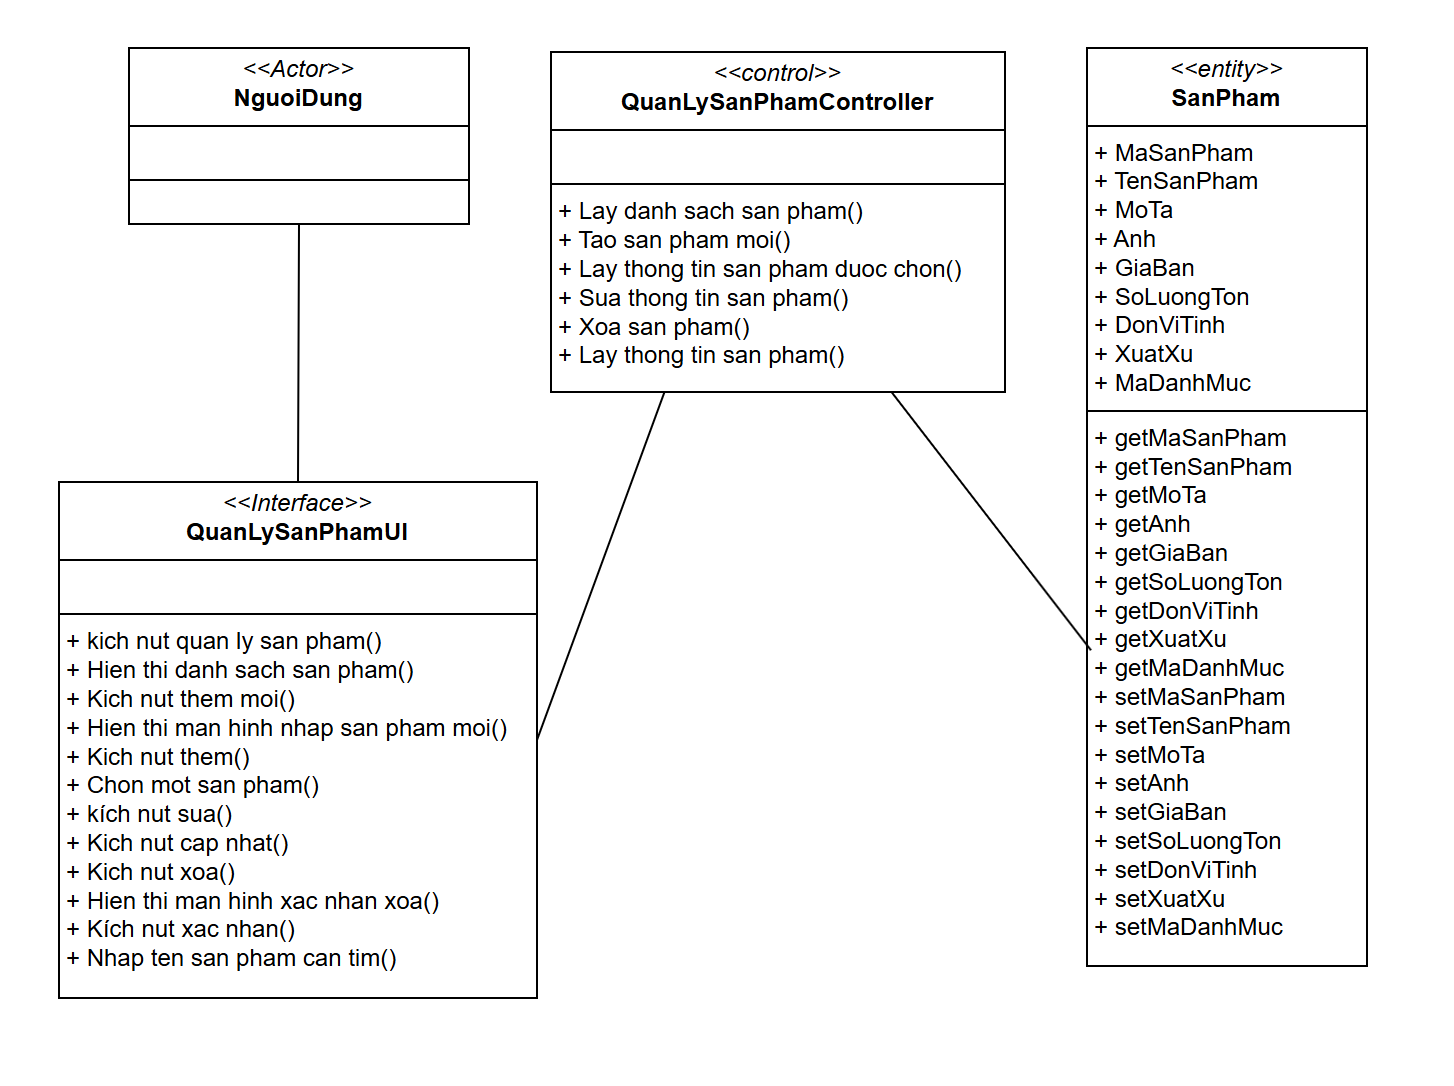 <<Actor>>
NguoiDung
<<control>>
QuanLySanPhamController
+ Lay danh sach san pham()
+ Tao san pham moi()
+ Lay thong tin san pham duoc chon()
+ Sua thong tin san pham()
+ Xoa san pham()
+ Lay thong tin san pham()
<<entity>>
SanPham
+ MaSanPham
+ TenSanPham
+ MoTa
+ Anh
+ GiaBan
+ SoLuongTon
+ DonViTinh
+ XuatXu
+ MaDanhMuc
+ getMaSanPham
+ getTenSanPham
+ getMoTa
+ getAnh
+ getGiaBan
+ getSoLuongTon
+ getDonViTinh
+ getXuatXu
+ getMaDanhMuc
+ setMaSanPham
+ setTenSanPham
+ setMoTa
+ setAnh
+ setGiaBan
+ setSoLuongTon
+ setDonViTinh
+ setXuatXu
+ setMaDanhMuc
<<Interface>>
QuanLySanPhamUI
+ kich nut quan ly san pham()
+ Hien thi danh sach san pham()
+ Kich nut them moi()
+ Hien thi man hinh nhap san pham moi()
+ Kich nut them()
+ Chon mot san pham()
+ kích nut sua()
+ Kich nut cap nhat()
+ Kich nut xoa()
+ Hien thi man hinh xac nhan xoa()
+ Kích nut xac nhan()
+ Nhap ten san pham can tim()